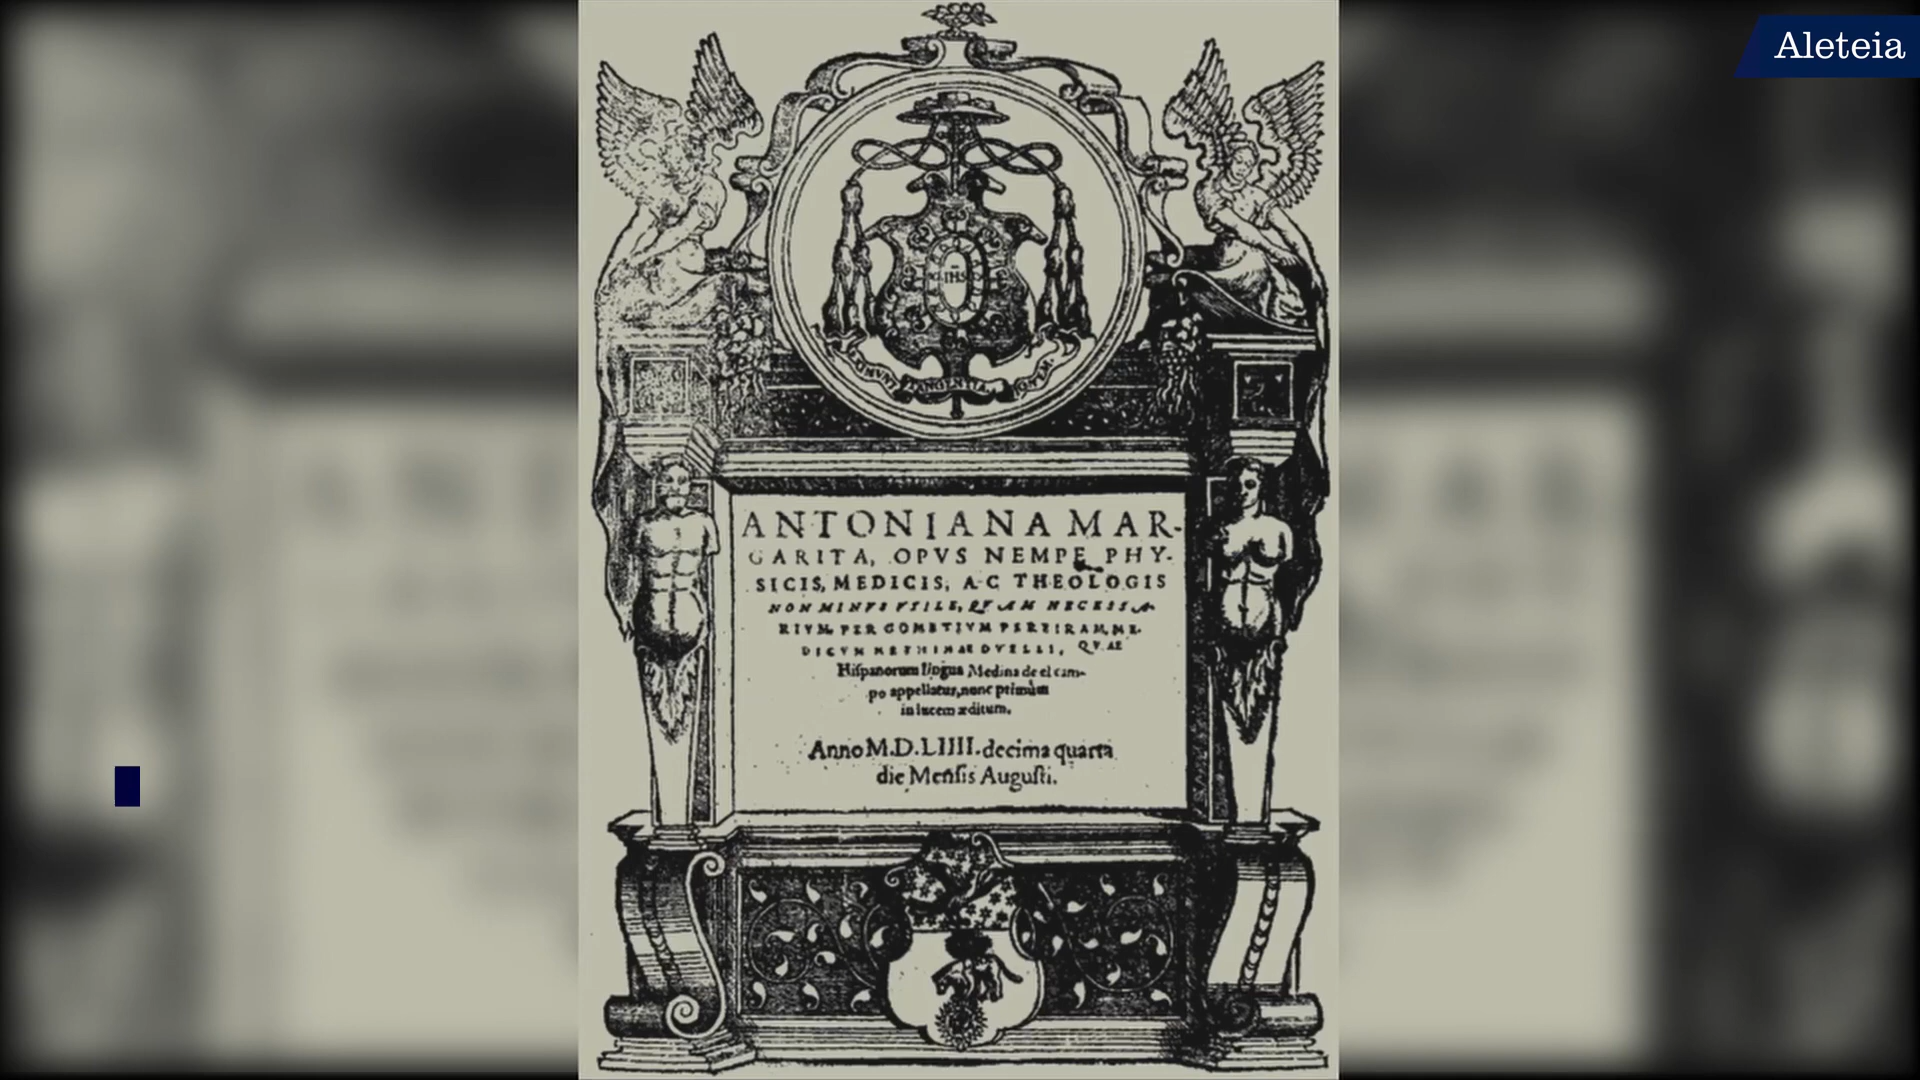 Aleteia
IHS
ANTONIANA MAR-
GARITA, OPVS NEMPE PHY-
SICIS, MEDICIS, AC THEOLOGIS
NON MINVS VTILE, QVAM NECESSA-
RIVM, PER GOMETIVM PEREIRAM, ME-
DICVM METHINAE DVELLI, QVAE
Hiſpanorum lingua Medina de el cam-
po appellatur, nunc primùm
in lucem æditum.
Anno M.D.LIIII. decima quarta
die Menſis Auguſti.